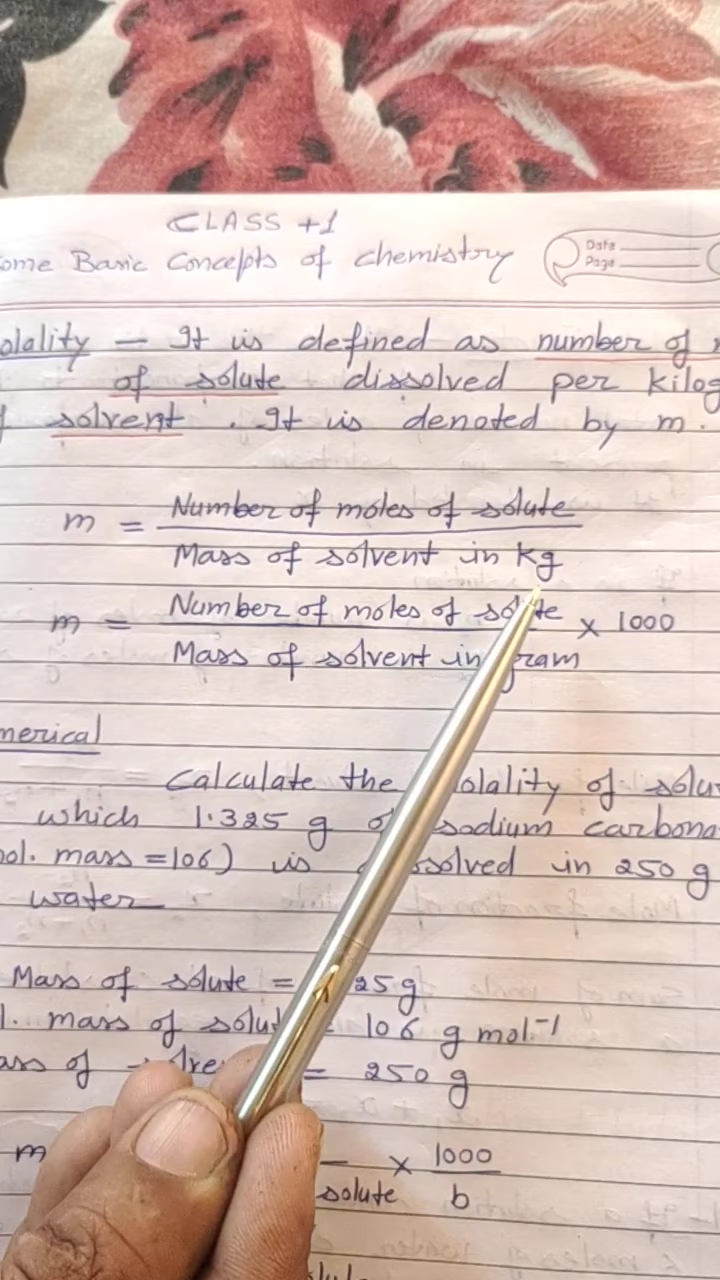 CLASS +1
ome Basic Concepts of chemistry
Data
Page
olality — It is defined as number of
of solute dissolved per kilog
solvent. It is denoted by m.
m = Number of moles of solute
Mass of solvent in kg
m = Number of moles of solute × 1000
Mass of solvent in gram
merical
Calculate the olality of solu
which 1.325 g of sodium carbona
ol. mass = 106) is ssolved in 250 g
water
Mass of solute = 25g
l. mass of solut = 106 g mol⁻¹
ass of = 250 g
m × 1000
solute b